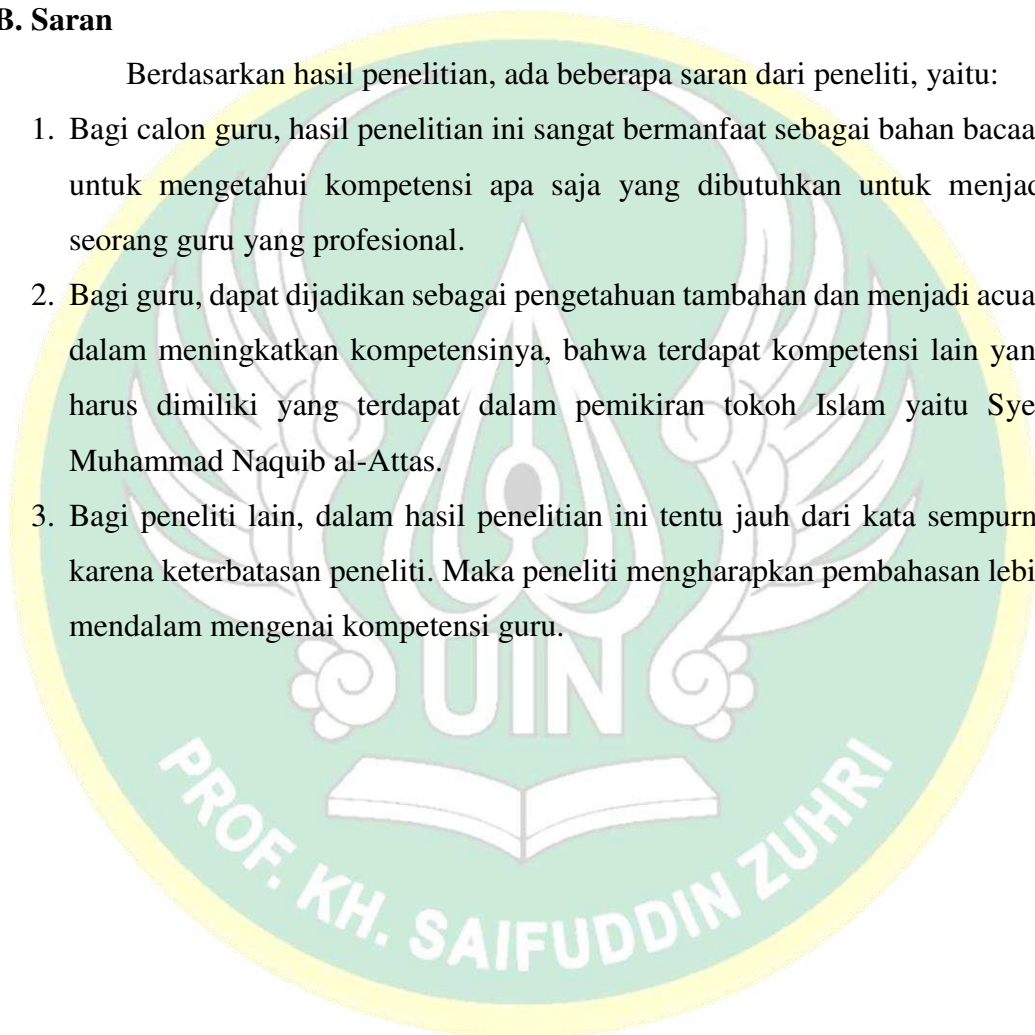 B. Saran
Berdasarkan hasil penelitian, ada beberapa saran dari peneliti, yaitu:
1. Bagi calon guru, hasil penelitian ini sangat bermanfaat sebagai bahan bacaa
untuk mengetahui kompetensi apa saja yang dibutuhkan untuk menjad
seorang guru yang profesional.
2. Bagi guru, dapat dijadikan sebagai pengetahuan tambahan dan menjadi acua
dalam meningkatkan kompetensinya, bahwa terdapat kompetensi lain yan
harus dimiliki yang terdapat dalam pemikiran tokoh Islam yaitu Sye
Muhammad Naquib al-Attas.
3. Bagi peneliti lain, dalam hasil penelitian ini tentu jauh dari kata sempurn
karena keterbatasan peneliti. Maka peneliti mengharapkan pembahasan lebi
mendalam mengenai kompetensi guru.
UIN
PROF. KH. SAIFUDDIN ZUHRI